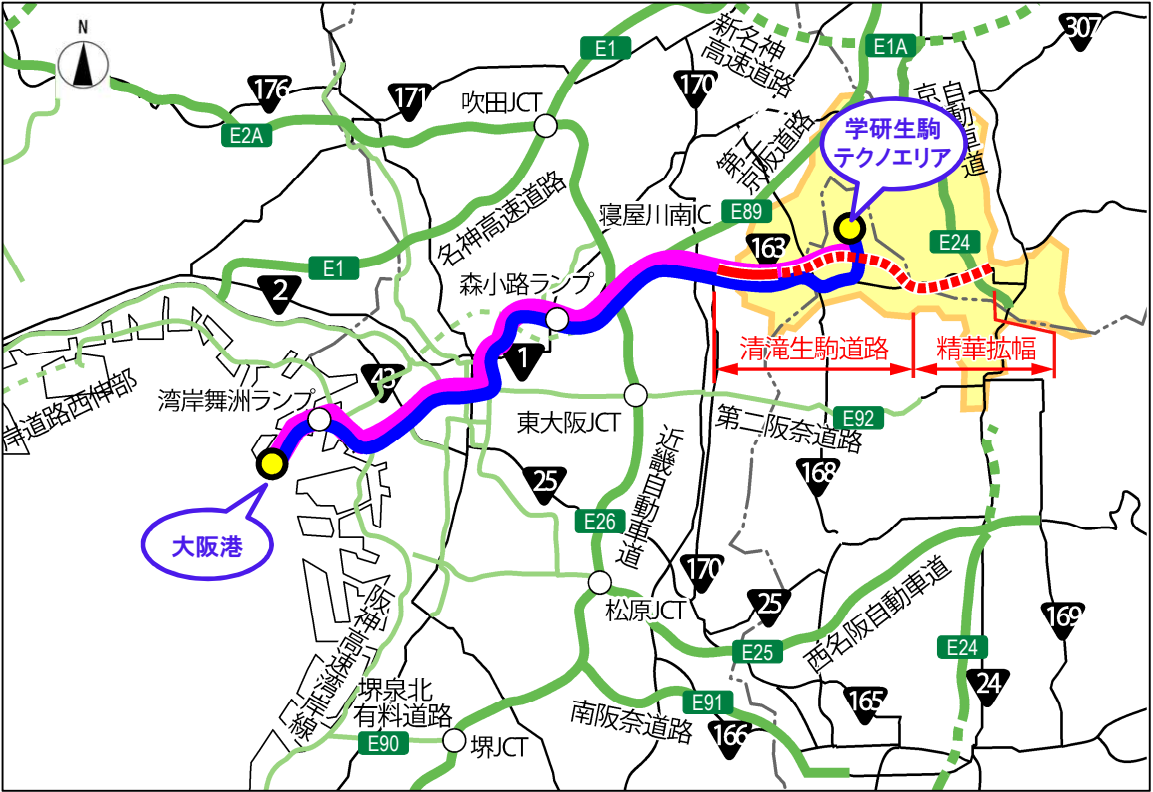 N
E1
新名神
高速道路
E1A
307
176
171
170
吹田JCT
E2A
京
自動車道
学研生駒
テクノエリア
第二
京阪道路
名神高速道路
寝屋川南IC
E89
163
E24
E1
2
森小路ランプ
1
清滝生駒道路
精華拡幅
43
湾岸舞洲ランプ
岸道路西伸部
東大阪JCT
第二阪奈道路
E92
近畿自動車道
25
168
大阪港
E26
170
松原JCT
25
西名阪自動車道
169
E25
E24
阪神高速湾岸線
堺泉北
有料道路
E90
堺JCT
南阪奈道路
E91
166
165
24